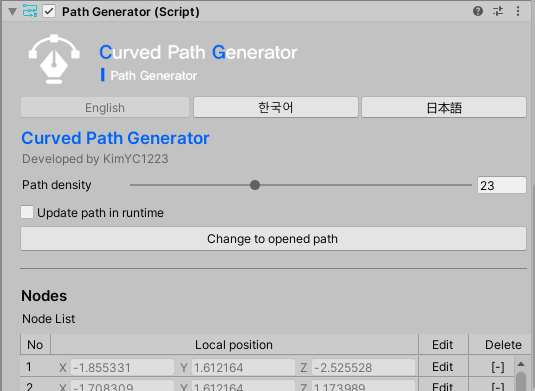 Path Generator (Script)
Curved Path Generator
Path Generator
English 한국어 日本語
Curved Path Generator
Developed by KimYC1223
Path density 23
Update path in runtime
Change to opened path
Nodes
Node List
No Local position Edit Delete
1 X -1.855331 Y 1.612164 Z -2.525528 Edit [-]
2 X -1.708309 Y 1.612164 Z 1.173989 Edit [-]